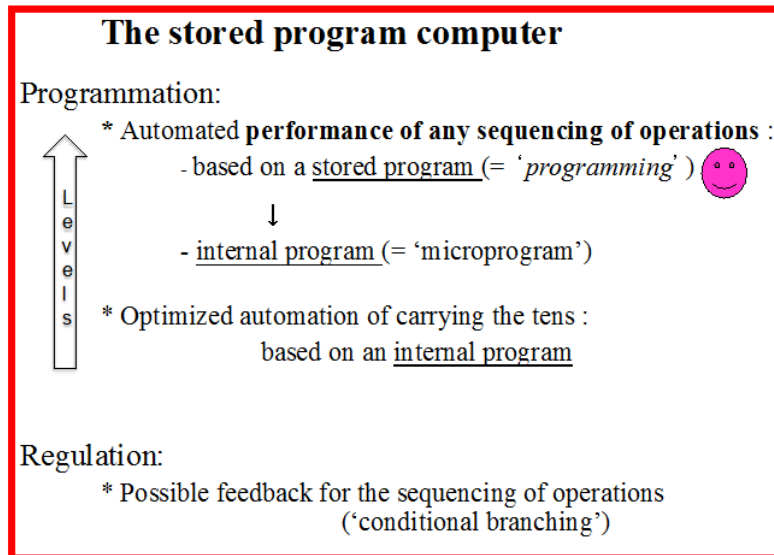 The stored program computer
Programmation:
* Automated performance of any sequencing of operations :
- based on a stored program (= ‘programming’ )
↓
- internal program (= ‘microprogram’)
Levels
* Optimized automation of carrying the tens :
based on an internal program
Regulation:
* Possible feedback for the sequencing of operations
(‘conditional branching’)